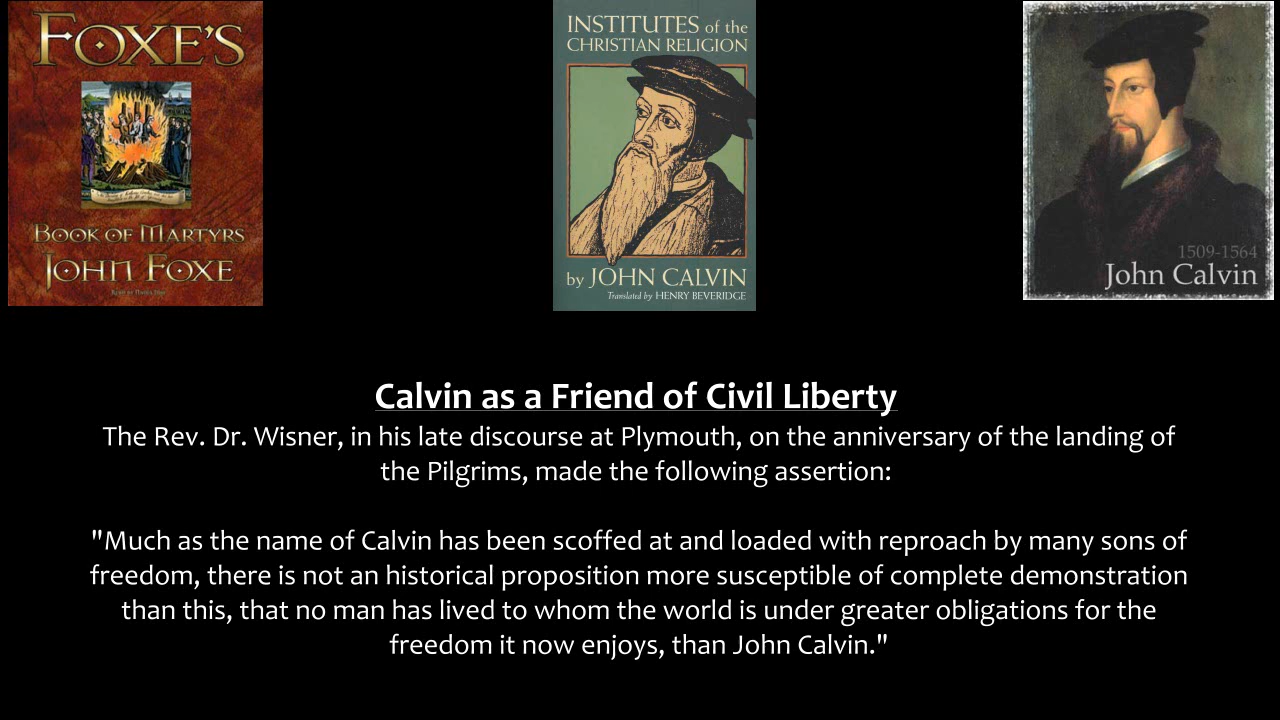 FOXE'S
BOOK OF MARTYRS
JOHN FOXE
INSTITUTES of the
CHRISTIAN RELIGION
by JOHN CALVIN
Translated by HENRY BEVERIDGE
1509-1564
John Calvin
Calvin as a Friend of Civil Liberty
The Rev. Dr. Wisner, in his late discourse at Plymouth, on the anniversary of the landing of
the Pilgrims, made the following assertion:
"Much as the name of Calvin has been scoffed at and loaded with reproach by many sons of
freedom, there is not an historical proposition more susceptible of complete demonstration
than this, that no man has lived to whom the world is under greater obligations for the
freedom it now enjoys, than John Calvin."